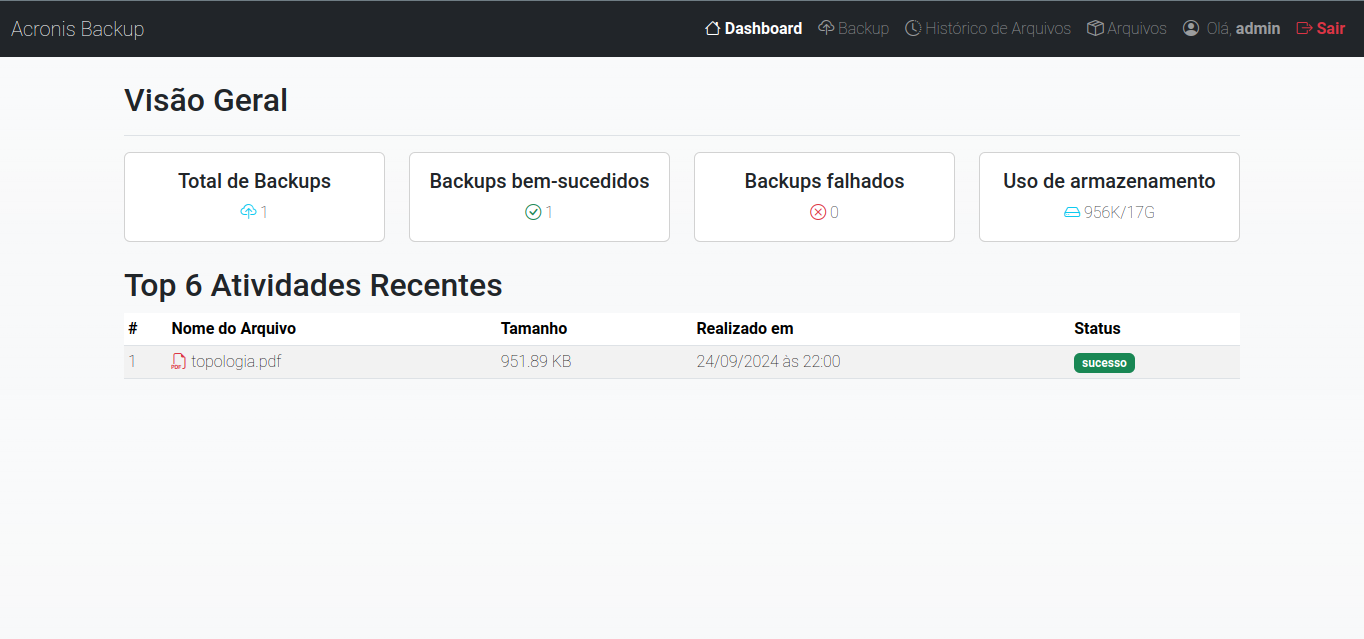 Acronis Backup Dashboard Backup Histórico de Arquivos Arquivos Olá, admin Sair
Visão Geral
Total de Backups
1
Backups bem-sucedidos
1
Backups falhados
0
Uso de armazenamento
956K/17G
Top 6 Atividades Recentes
# Nome do Arquivo Tamanho Realizado em Status
1 PDF topologia.pdf 951.89 KB 24/09/2024 às 22:00 sucesso